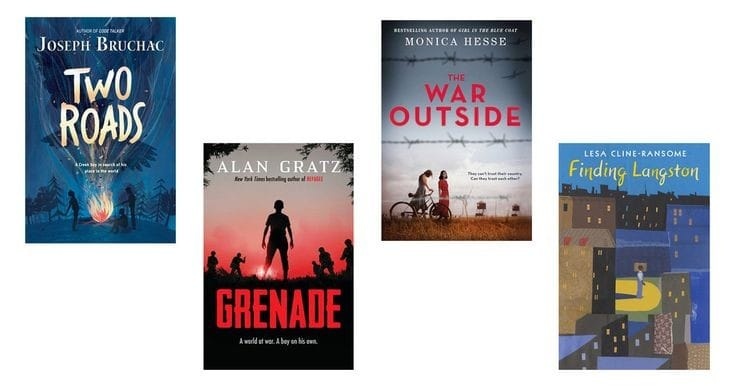 AUTHOR OF CODE TALKER
JOSEPH BRUCHAC
TWO
ROADS
A Creek boy in search of his
place in the world
ALAN GRATZ
New York Times bestselling author of REFUGEE
GRENADE
A world at war. A boy on his own.
BESTSELLING AUTHOR OF GIRL IN THE BLUE COAT
MONICA HESSE
THE
WAR
OUTSIDE
They can't trust their country.
Can they trust each other?
LESA CLINE-RANSOME
Finding Langston